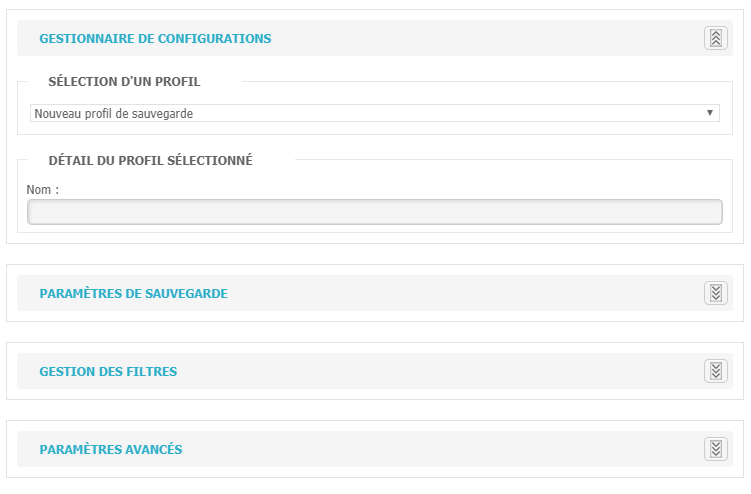 GESTIONNAIRE DE CONFIGURATIONS
SÉLECTION D'UN PROFIL
Nouveau profil de sauvegarde
DÉTAIL DU PROFIL SÉLECTIONNÉ
Nom :
PARAMÈTRES DE SAUVEGARDE
GESTION DES FILTRES
PARAMÈTRES AVANCÉS